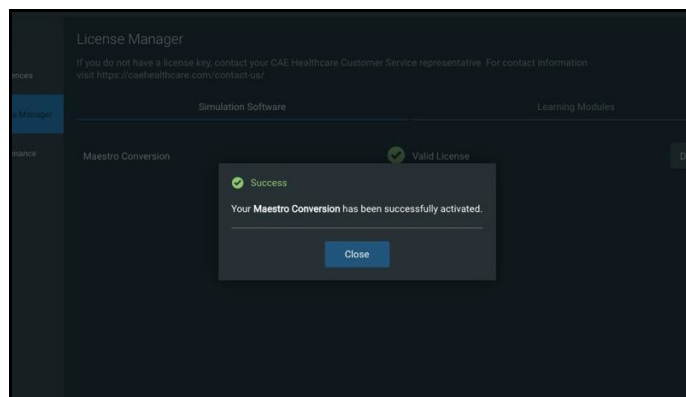 License Manager
If you do not have a license key, contact your CAE Healthcare Customer Service representative. For contact information
visit https://caehealthcare.com/contact-us/
ences
Simulation Software
Learning Modules
e Manager
nance
Maestro Conversion
Valid License
D
Success
Your Maestro Conversion has been successfully activated.
Close